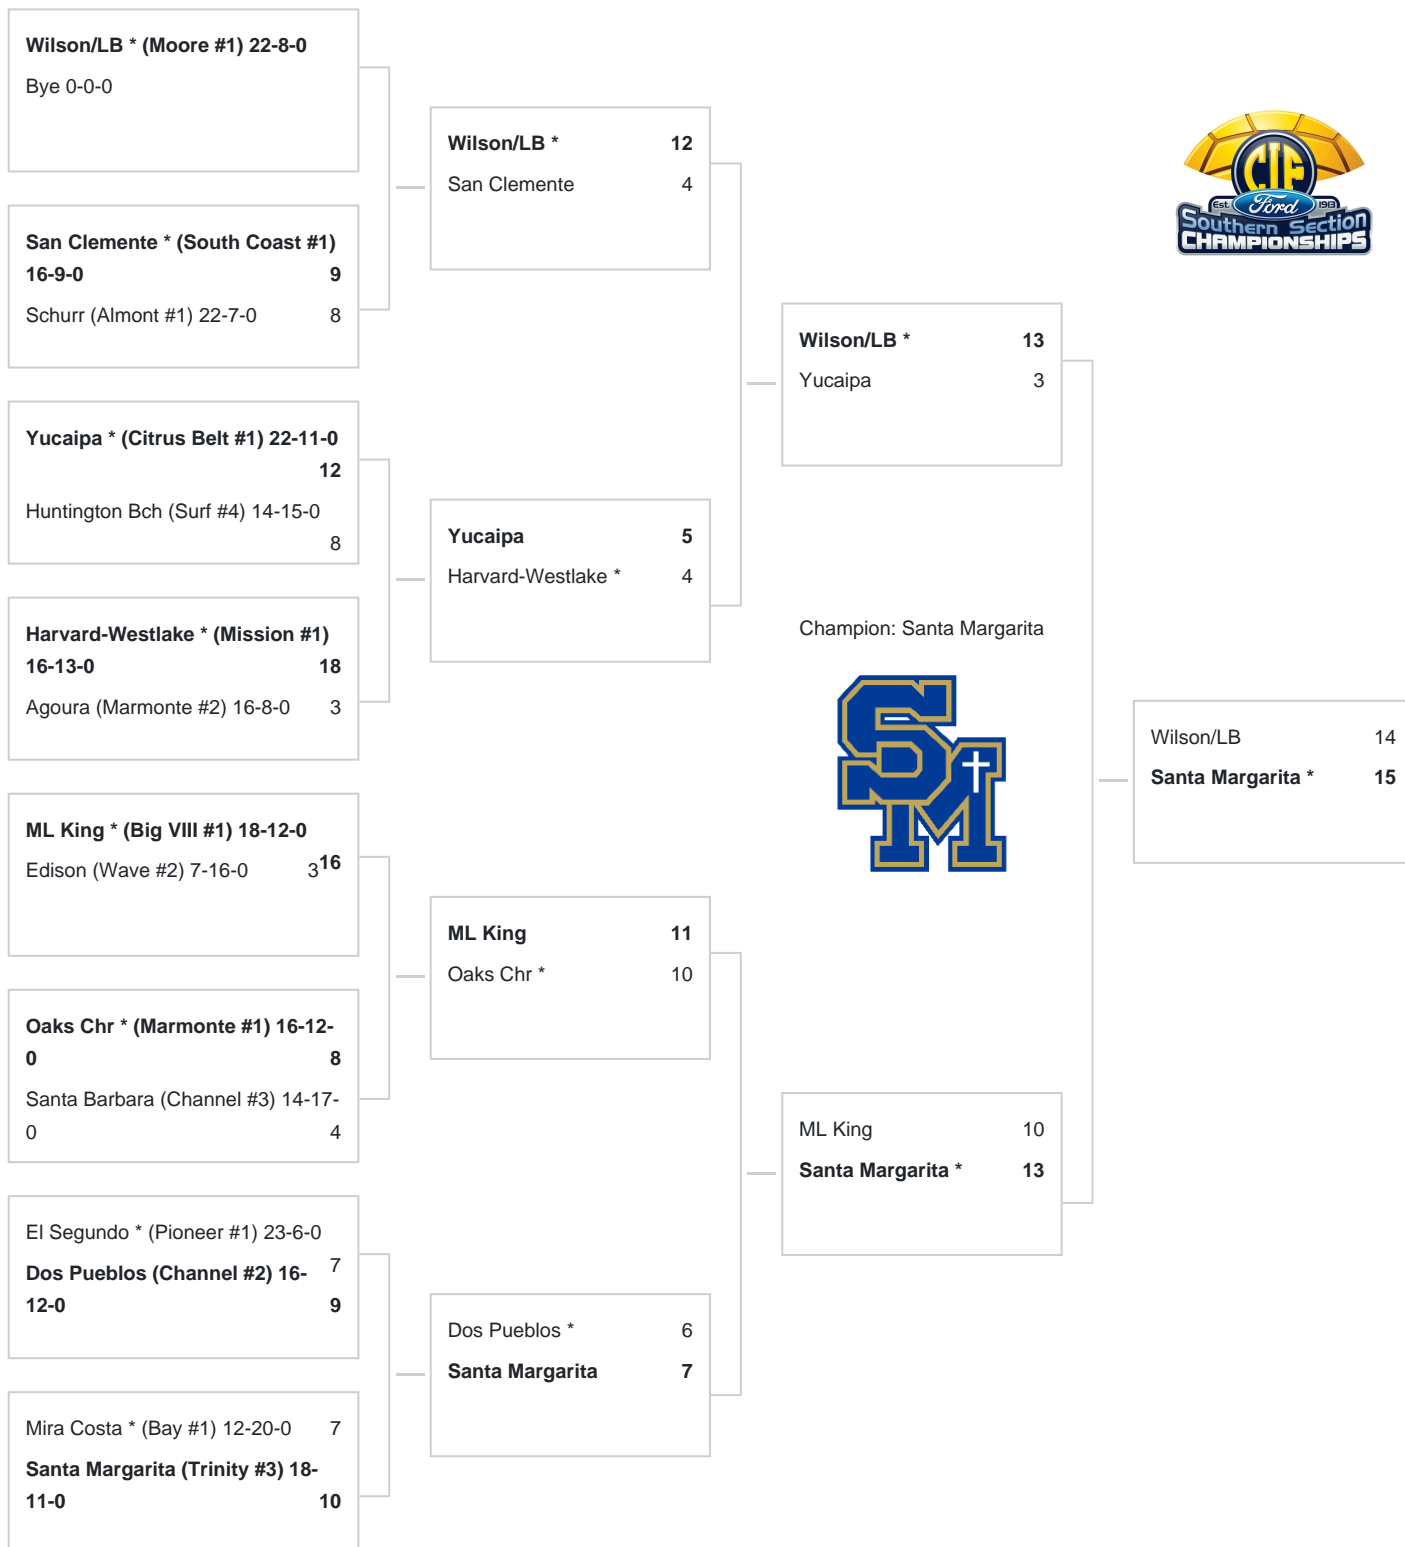 Wilson/LB * (Moore #1) 22-8-0
Bye 0-0-0
San Clemente * (South Coast #1)
16-9-0 9
Schurr (Almont #1) 22-7-0 8
Yucaipa * (Citrus Belt #1) 22-11-0
12
Huntington Bch (Surf #4) 14-15-0
8
Harvard-Westlake * (Mission #1)
16-13-0 18
Agoura (Marmonte #2) 16-8-0 3
ML King * (Big VIII #1) 18-12-0
16
Edison (Wave #2) 7-16-0 3
Oaks Chr * (Marmonte #1) 16-12-
0 8
Santa Barbara (Channel #3) 14-17-
0 4
El Segundo * (Pioneer #1) 23-6-0
7
Dos Pueblos (Channel #2) 16-
12-0 9
Mira Costa * (Bay #1) 12-20-0 7
Santa Margarita (Trinity #3) 18-
11-0 10
Wilson/LB * 12
San Clemente 4
Yucaipa 5
Harvard-Westlake * 4
ML King 11
Oaks Chr * 10
Dos Pueblos * 6
Santa Margarita 7
Wilson/LB * 13
Yucaipa 3
Champion: Santa Margarita
SM
ML King 10
Santa Margarita * 13
CIF
Est. Ford 1913
Southern Section
CHAMPIONSHIPS
Wilson/LB 14
Santa Margarita * 15